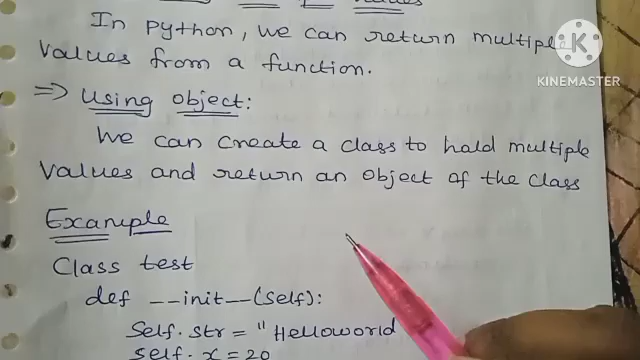 In Python, we can return multiple
values from a function.
=> Using object:
We can create a class to hold multiple
values and return an object of the class
Example
Class test
def __init__(self):
Self.str = "Helloworld
self.x = 20
KINEMASTER